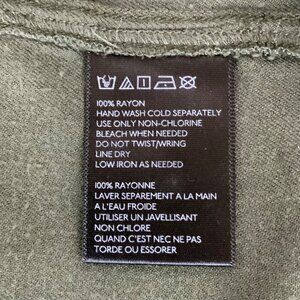 100% RAYON
HAND WASH COLD SEPARATELY
USE ONLY NON-CHLORINE
BLEACH WHEN NEEDED
DO NOT TWIST/WRING
LINE DRY
LOW IRON AS NEEDED
100% RAYONNE
LAVER SEPAREMENT A LA MAIN
A L'EAU FROIDE
UTILISER UN JAVELLISANT
NON CHLORE
QUAND C'EST NEC NE PAS
TORDE OU ESSORER